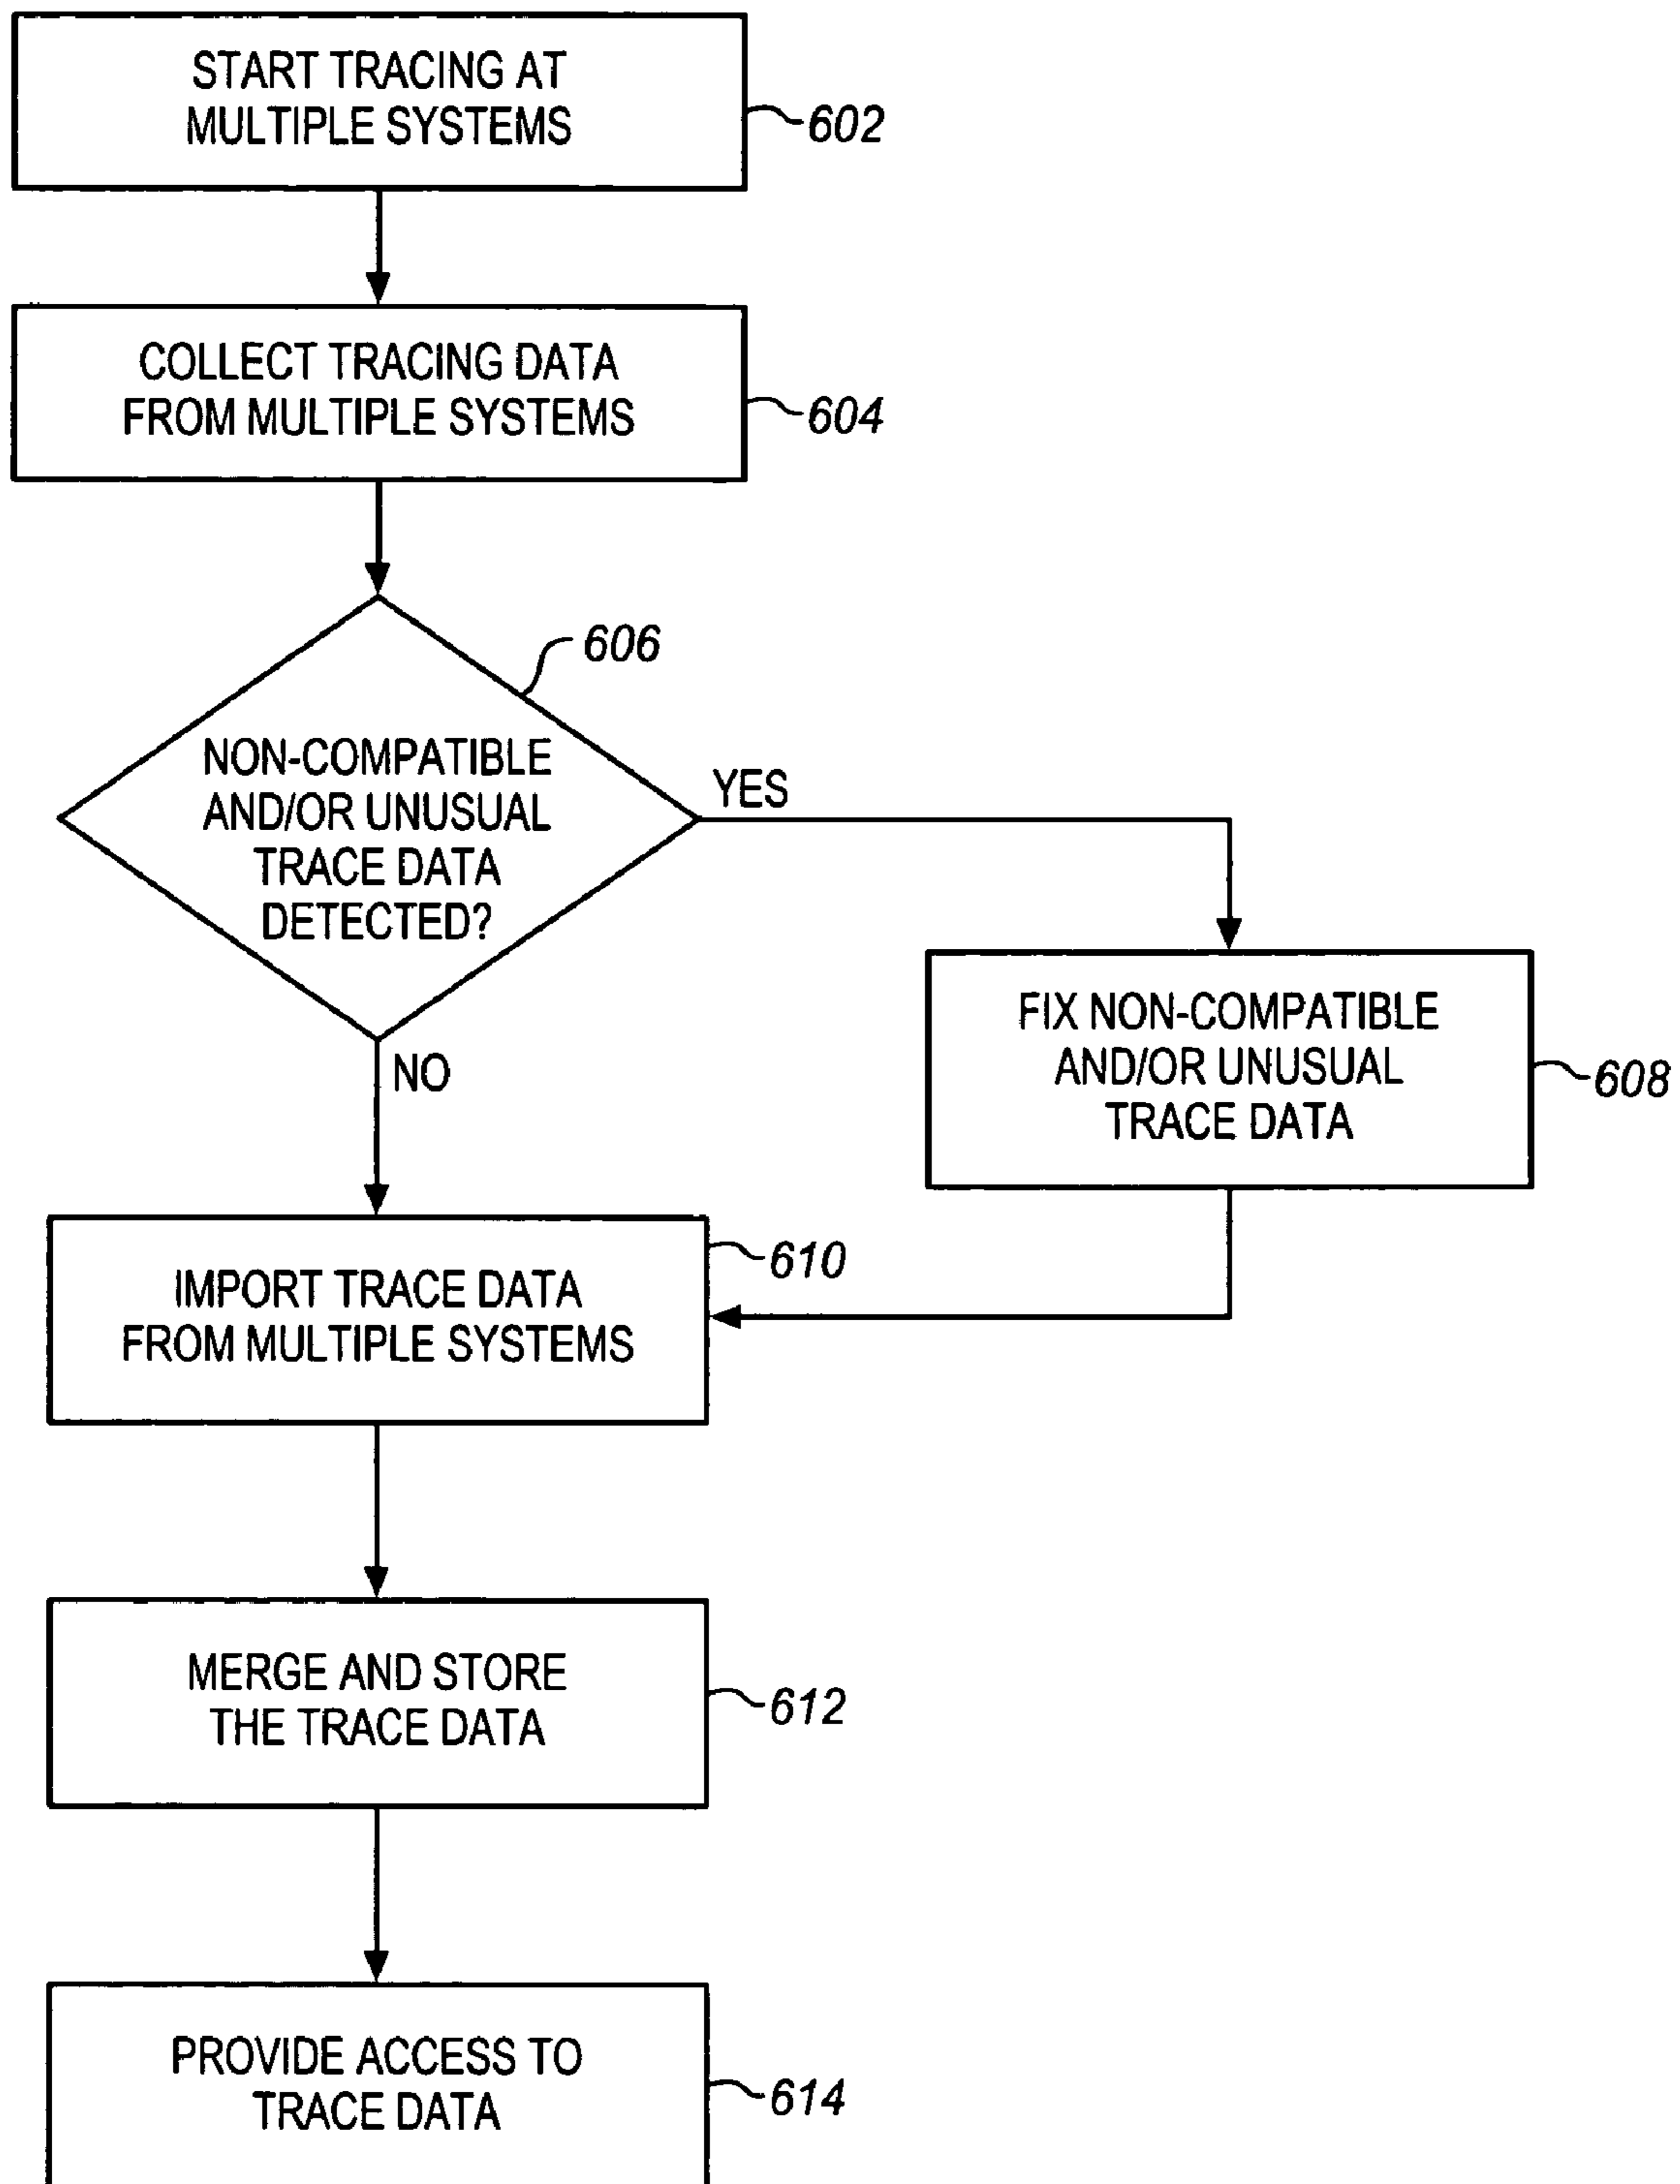 START TRACING AT
MULTIPLE SYSTEMS
602
COLLECT TRACING DATA
FROM MULTIPLE SYSTEMS
604
606
NON-COMPATIBLE
AND/OR UNUSUAL
TRACE DATA
DETECTED?
YES
NO
FIX NON-COMPATIBLE
AND/OR UNUSUAL
TRACE DATA
608
610
IMPORT TRACE DATA
FROM MULTIPLE SYSTEMS
MERGE AND STORE
THE TRACE DATA
612
PROVIDE ACCESS TO
TRACE DATA
614